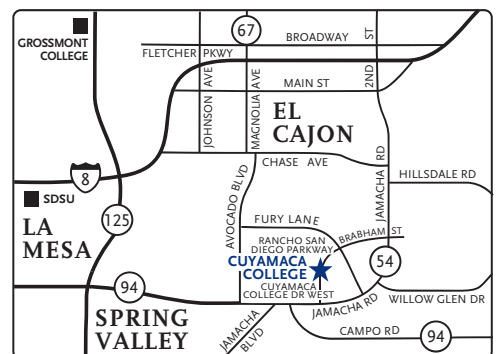 GROSSMONT
COLLEGE
67
BROADWAY
FLETCHER PKWY
2ND ST
JOHNSON AVE
MAGNOLIA AVE
MAIN ST
EL
CAJON
CHASE AVE
8
SDSU
HILLSDALE RD
JAMACHA RD
LA
MESA
125
AVOCADO BLVD
FURY LANE
RANCHO SAN
DIEGO PARKWAY
BRABHAM ST
CUYAMACA
COLLEGE
54
CUYAMACA
COLLEGE DR WEST
94
WILLOW GLEN DR
JAMACHA RD
SPRING
VALLEY
JAMACHA
BLVD
CAMPO RD
94